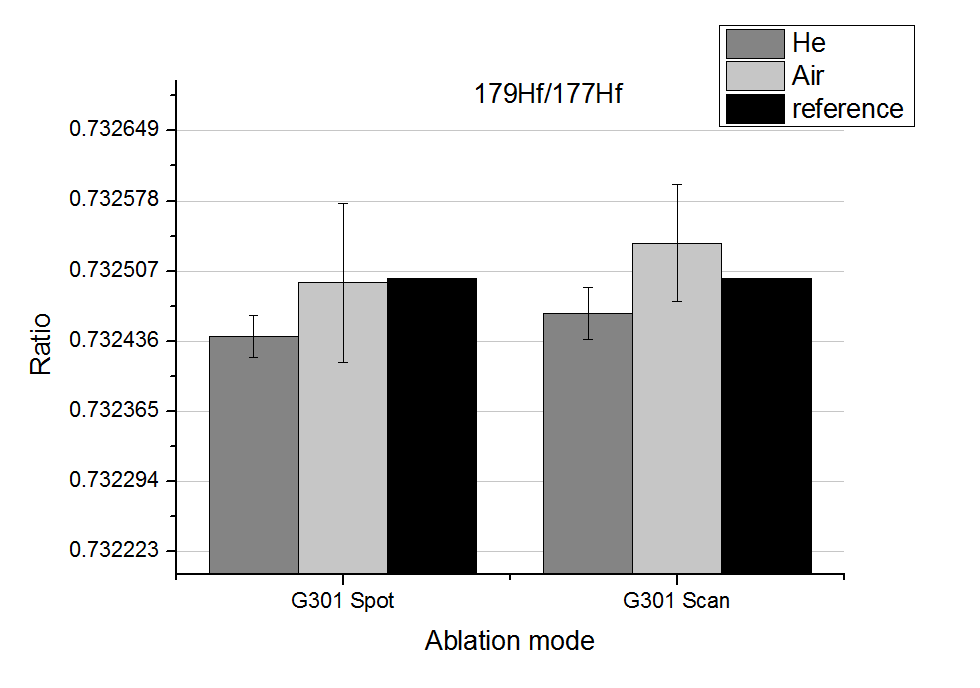 He
Air
reference
179Hf/177Hf
0.732649
0.732578
0.732507
0.732436
0.732365
0.732294
0.732223
Ratio
G301 Spot
G301 Scan
Ablation mode